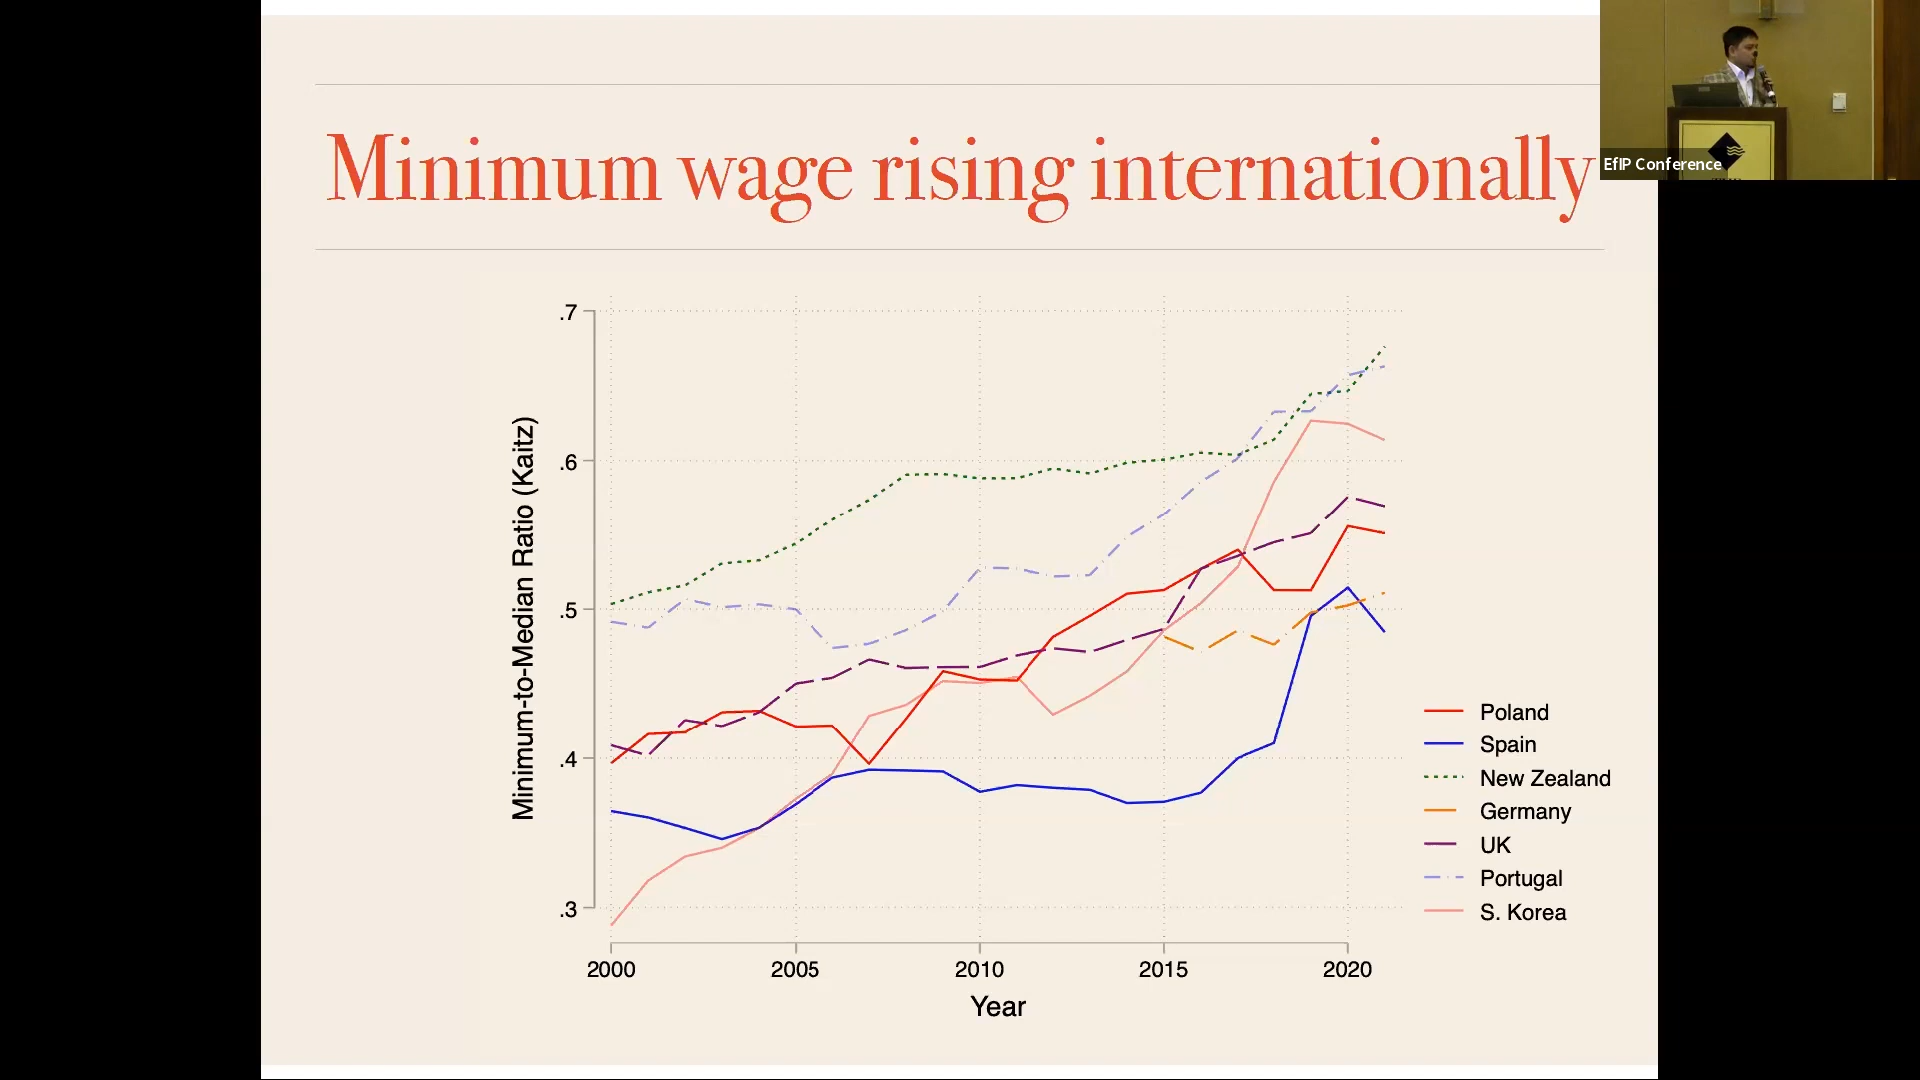 Minimum wage rising internationally
EfIP Conference
.7
.6
.5
.4
.3
Minimum-to-Median Ratio (Kaitz)
2000 2005 2010 2015 2020
Year
Poland
Spain
New Zealand
Germany
UK
Portugal
S. Korea